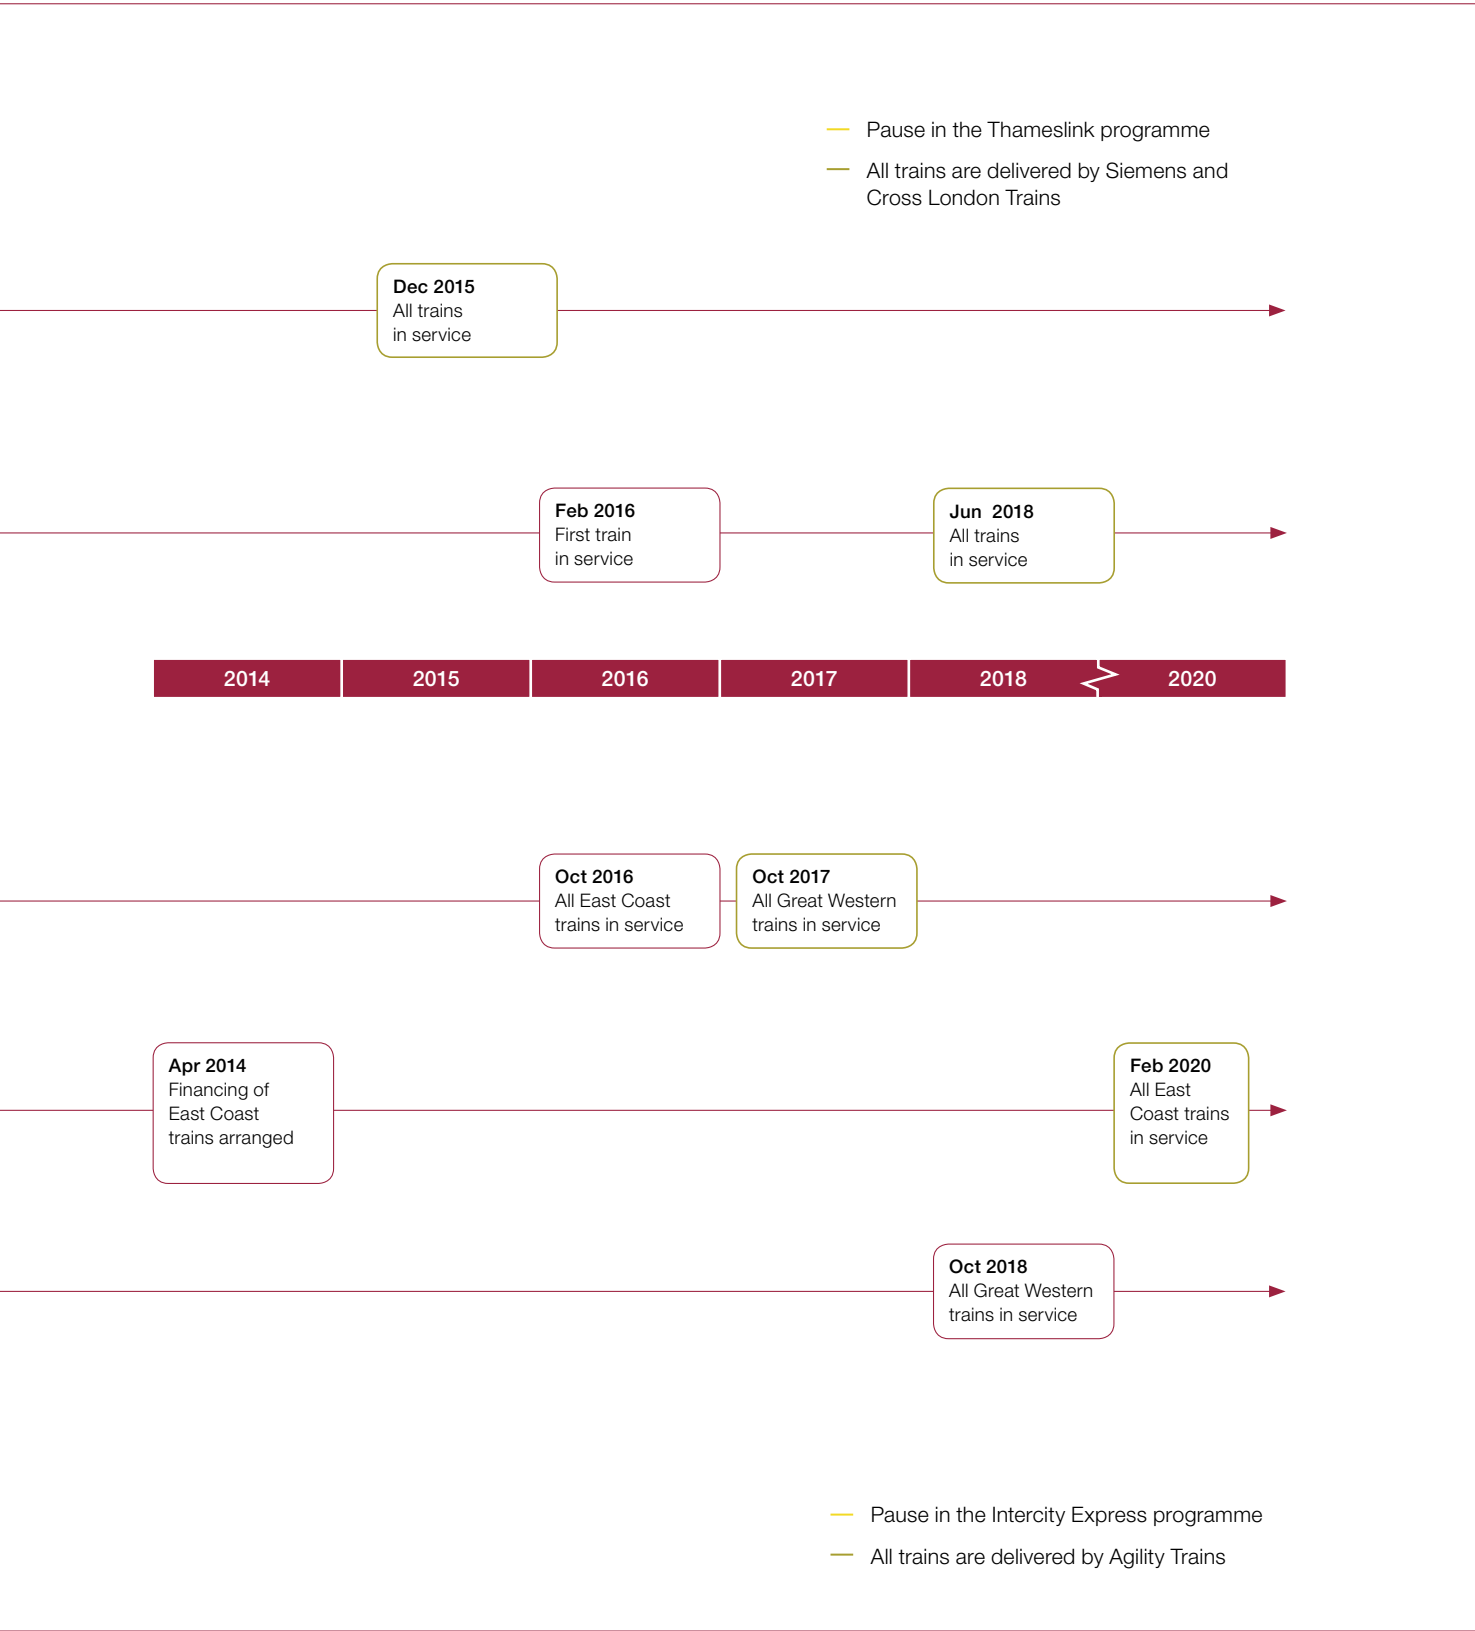 Pause in the Thameslink programme
All trains are delivered by Siemens and
Cross London Trains
Dec 2015
All trains
in service
Feb 2016
First train
in service
Jun 2018
All trains
in service
2014
2015
2016
2017
2018
2020
Oct 2016
All East Coast
trains in service
Oct 2017
All Great Western
trains in service
Apr 2014
Financing of
East Coast
trains arranged
Feb 2020
All East
Coast trains
in service
Oct 2018
All Great Western
trains in service
Pause in the Intercity Express programme
All trains are delivered by Agility Trains